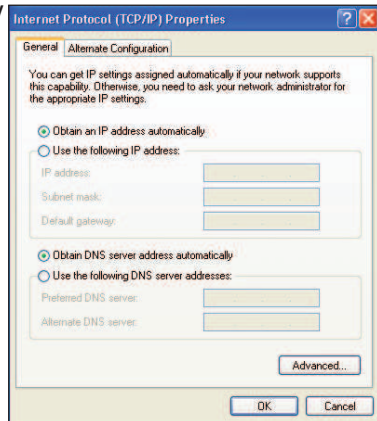 Internet Protocol (TCP/IP) Properties
General Alternate Configuration
You can get IP settings assigned automatically if your network supports
this capability. Otherwise, you need to ask your network administrator for
the appropriate IP settings.
Obtain an IP address automatically
Use the following IP address:
IP address:
Subnet mask:
Default gateway:
Obtain DNS server address automatically
Use the following DNS server addresses:
Preferred DNS server:
Alternate DNS server:
Advanced...
OK Cancel